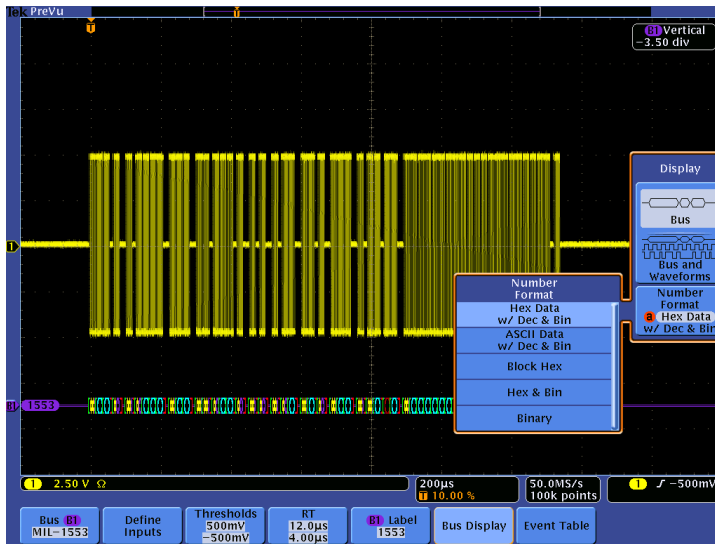 Tek PreVu
T
T
B1 Vertical
-3.50 div
Display
Bus
Bus and
Waveforms
Number
Format
a Hex Data
w/ Dec & Bin
Number
Format
Hex Data
w/ Dec & Bin
ASCII Data
w/ Dec & Bin
Block Hex
Hex & Bin
Binary
1
B1 1553
1 2.50 V Ω
200µs
T 10.00 %
50.0MS/s
100k points
1 ʃ -500mV
Bus B1
MIL-1553
Define
Inputs
Thresholds
500mV
-500mV
RT
12.0µs
4.00µs
B1 Label
1553
Bus Display
Event Table